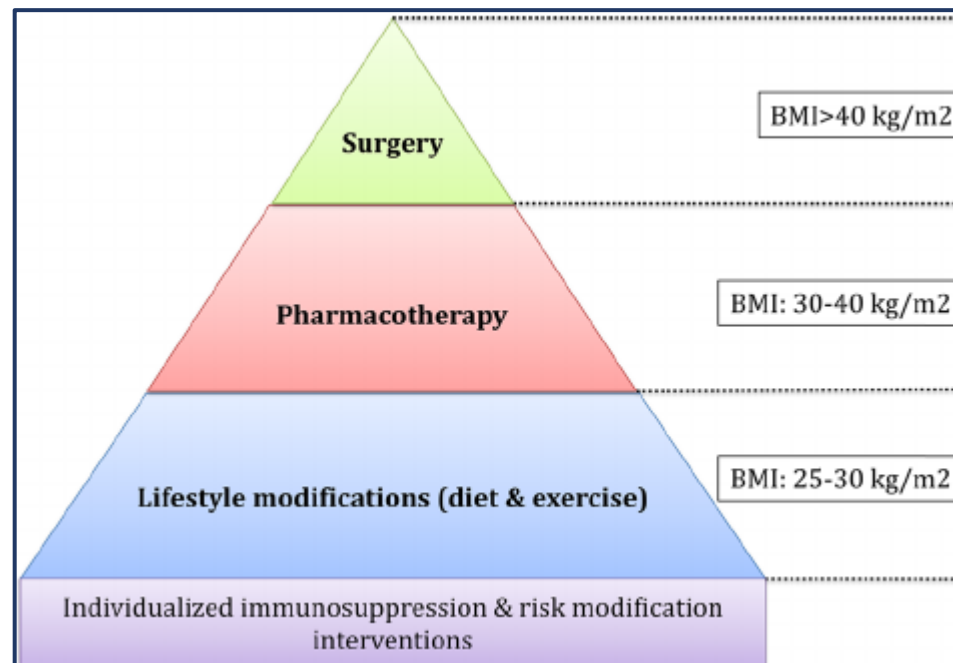 BMI>40 kg/m2
Surgery
BMI: 30-40 kg/m2
Pharmacotherapy
BMI: 25-30 kg/m2
Lifestyle modifications (diet & exercise)
Individualized immunosuppression & risk modification
interventions